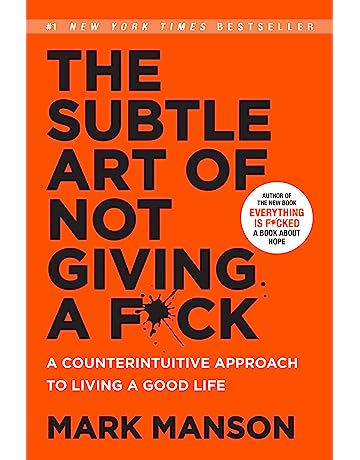 #1 NEW YORK TIMES BESTSELLER
THE
SUBTLE
ART OF
NOT
GIVING
A F*CK
AUTHOR OF
THE NEW BOOK
EVERYTHING
IS F*CKED
A BOOK ABOUT
HOPE
A COUNTERINTUITIVE APPROACH
TO LIVING A GOOD LIFE
MARK MANSON